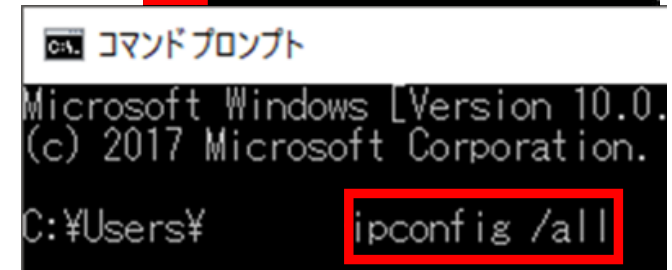 コマンド プロンプト
Microsoft Windows [Version 10.0.
(c) 2017 Microsoft Corporation.
C:¥Users¥ ipconfig /all